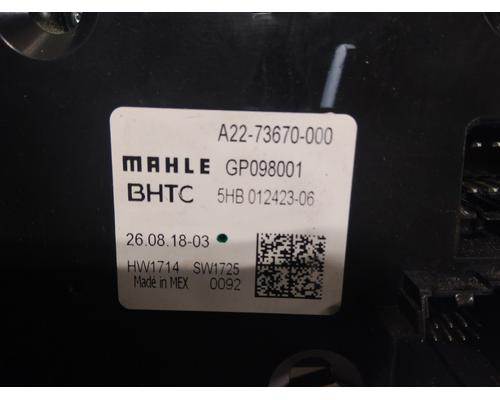 A22-73670-000
MAHLE GP098001
BHTC 5HB 012423-06
26.08.18-03
HW1714 SW1725
Made in MEX 0092